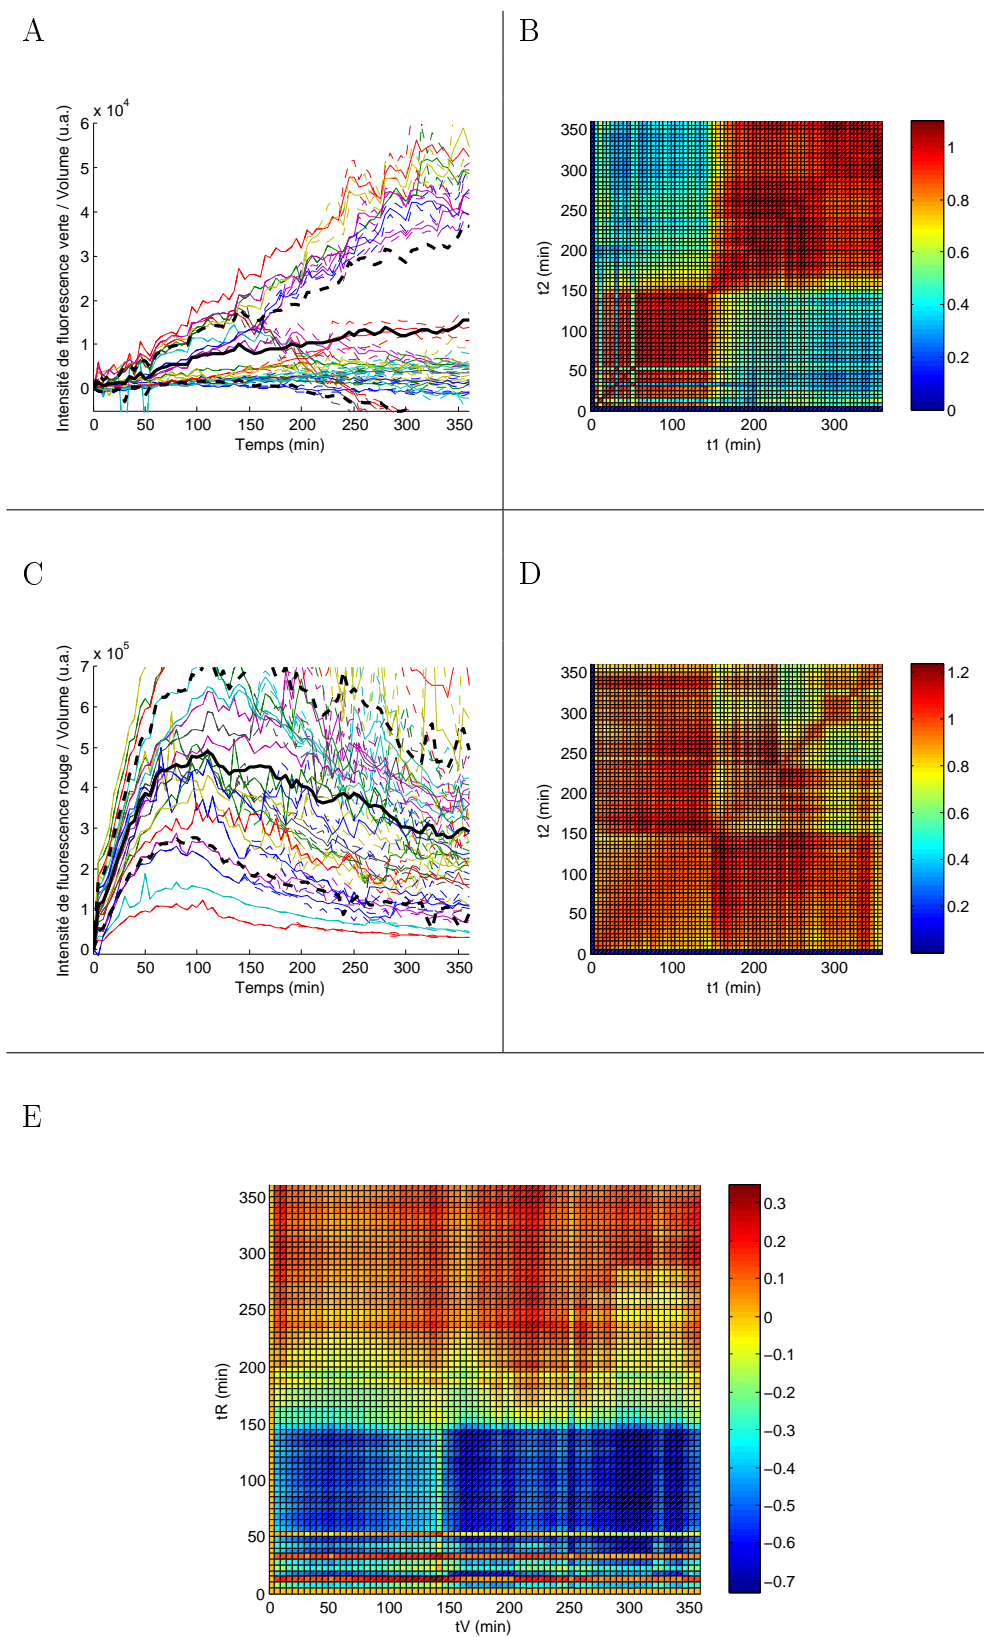 A
B
x 10^4
Intensité de fluorescence verte / Volume (u.a.)
6
5
4
3
2
1
0
0 50 100 150 200 250 300 350
Temps (min)
t2 (min)
350
300
250
200
150
100
50
0
0 100 200 300
t1 (min)
1
0.8
0.6
0.4
0.2
0
C
D
x 10^5
Intensité de fluorescence rouge / Volume (u.a.)
7
6
5
4
3
2
1
0
0 50 100 150 200 250 300 350
Temps (min)
t2 (min)
350
300
250
200
150
100
50
0
0 100 200 300
t1 (min)
1.2
1
0.8
0.6
0.4
0.2
E
tR (min)
350
300
250
200
150
100
50
0
0 50 100 150 200 250 300 350
tV (min)
0.3
0.2
0.1
0
−0.1
−0.2
−0.3
−0.4
−0.5
−0.6
−0.7